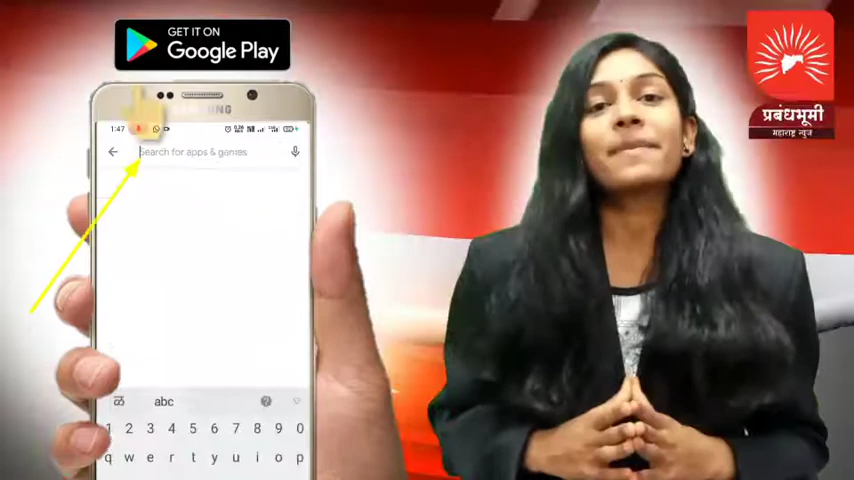 GET IT ON
Google Play
SAMSUNG
1:47
Search for apps & games
abc
1 2 3 4 5 6 7 8 9 0
q w e r t y u i o p
प्रबंधभूमी
महाराष्ट्र न्यूज